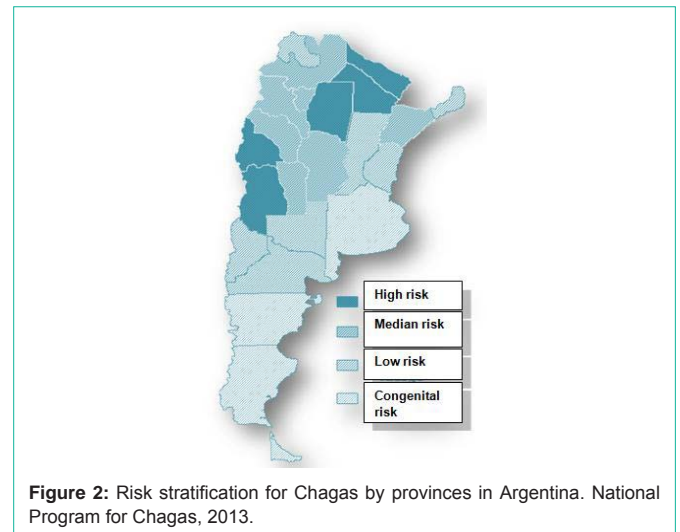 High risk
Median risk
Low risk
Congenital
risk
Figure 2: Risk stratification for Chagas by provinces in Argentina. National
Program for Chagas, 2013.